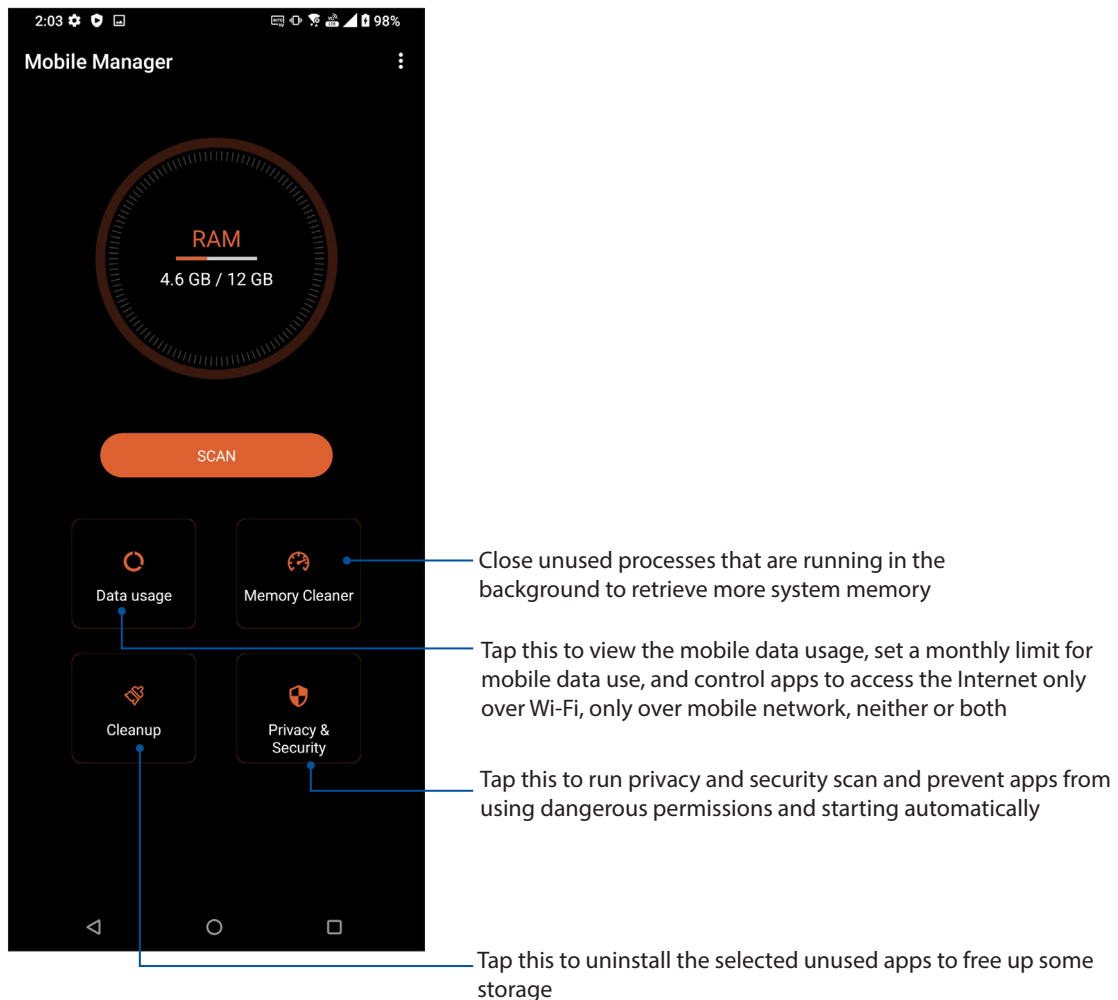 2:03 98%
Mobile Manager
RAM
4.6 GB / 12 GB
SCAN
Data usage
Memory Cleaner
Cleanup
Privacy &
Security
Close unused processes that are running in the
background to retrieve more system memory
Tap this to view the mobile data usage, set a monthly limit for
mobile data use, and control apps to access the Internet only
over Wi-Fi, only over mobile network, neither or both
Tap this to run privacy and security scan and prevent apps from
using dangerous permissions and starting automatically
Tap this to uninstall the selected unused apps to free up some
storage